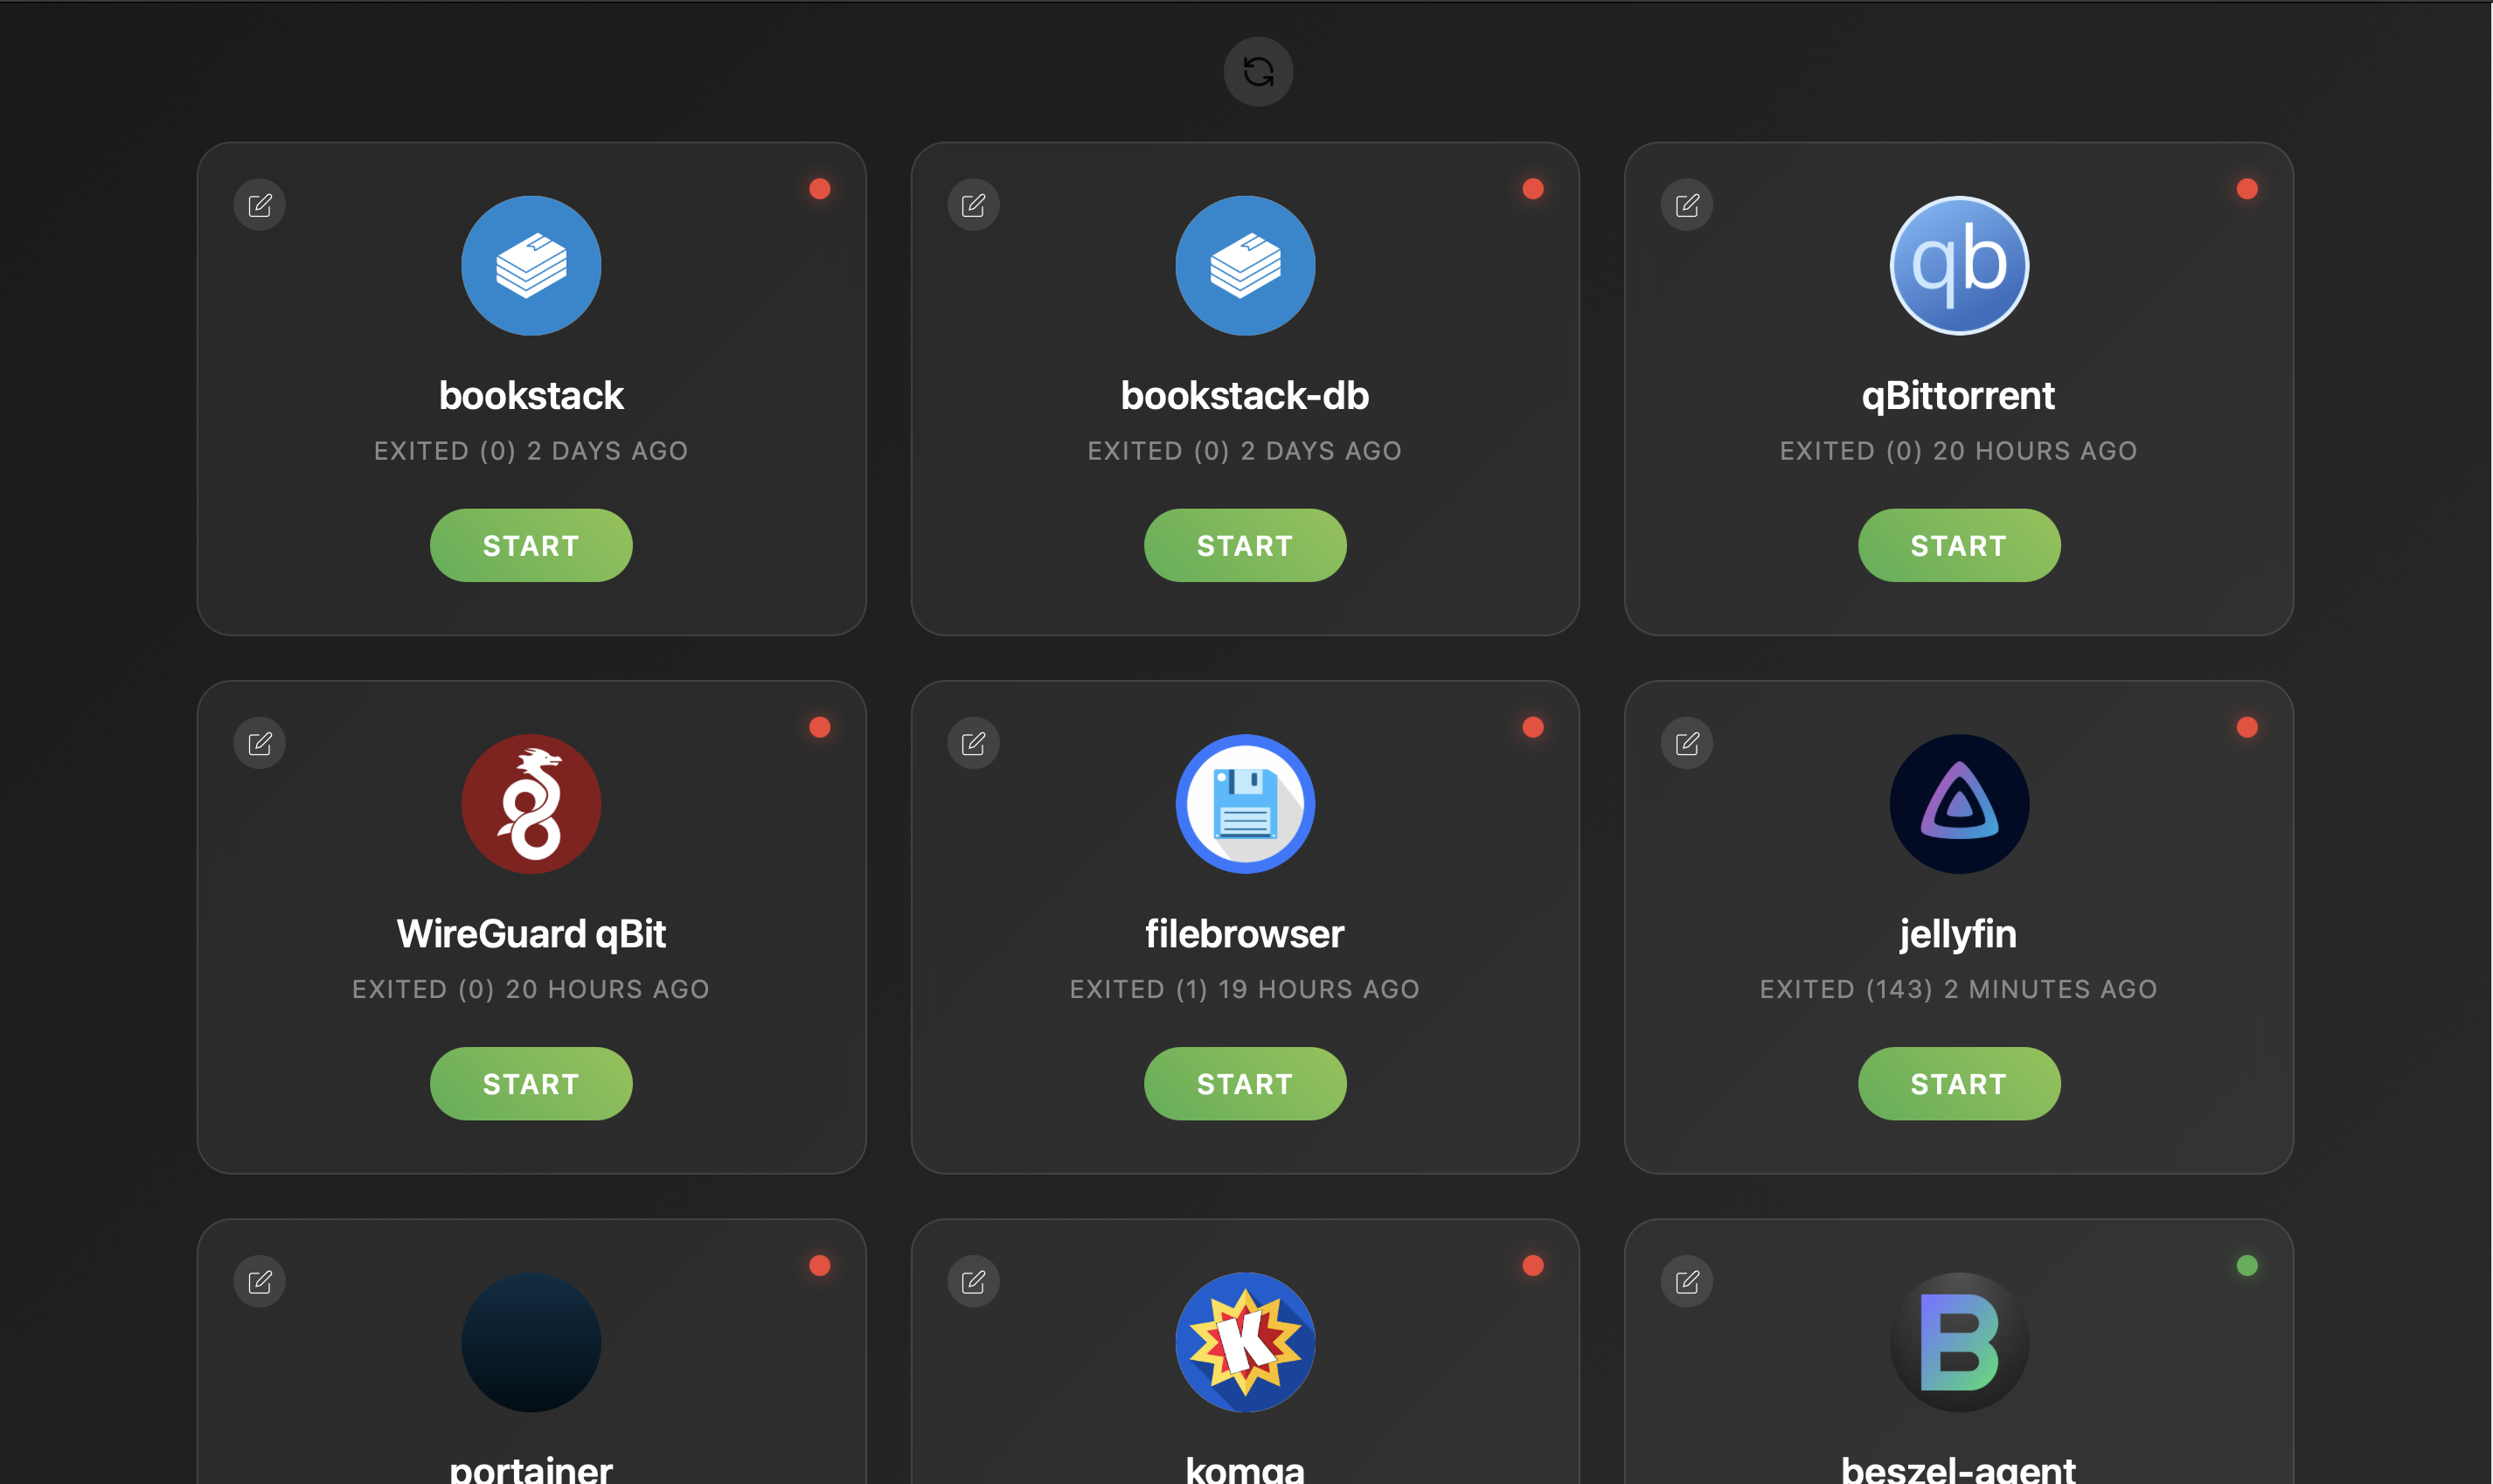 bookstack
EXITED (0) 2 DAYS AGO
START
bookstack-db
EXITED (0) 2 DAYS AGO
START
qb
qBittorrent
EXITED (0) 20 HOURS AGO
START
WireGuard qBit
EXITED (0) 20 HOURS AGO
START
filebrowser
EXITED (1) 19 HOURS AGO
START
jellyfin
EXITED (143) 2 MINUTES AGO
START
portainer
K
komga
B
beszel-agent